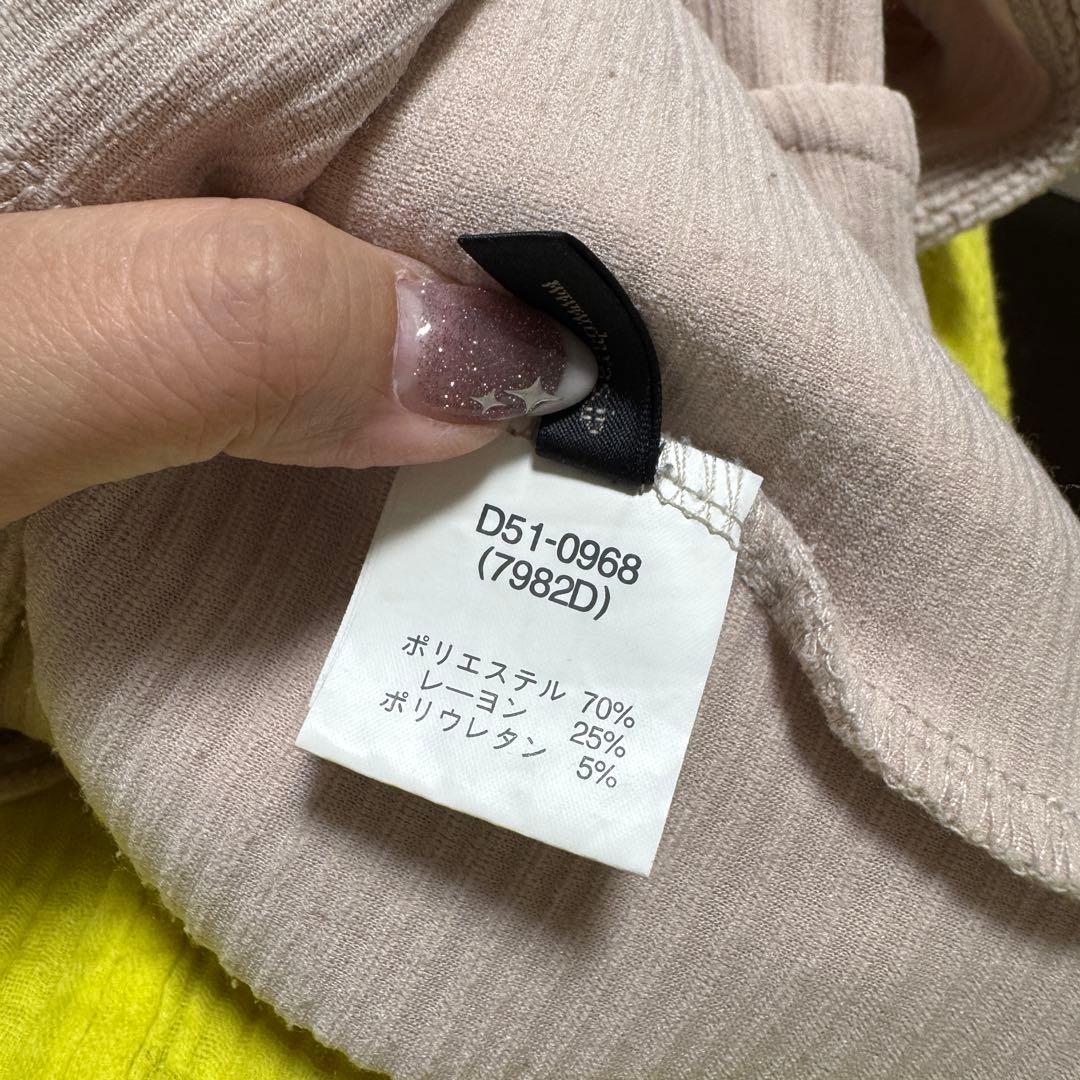 D51-0968
(7982D)
ポリエステル 70%
レーヨン 25%
ポリウレタン 5%